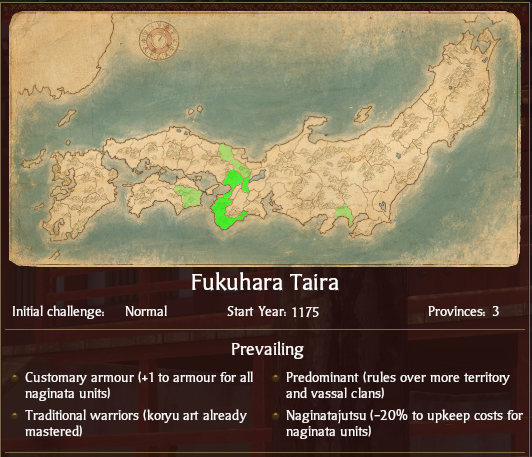 Fukuhara Taira
Initial challenge: Normal Start Year: 1175 Provinces: 3
Prevailing
Customary armour (+1 to armour for all
naginata units)
Traditional warriors (koryu art already
mastered)
Predominant (rules over more territory
and vassal clans)
Naginatajutsu (-20% to upkeep costs for
naginata units)